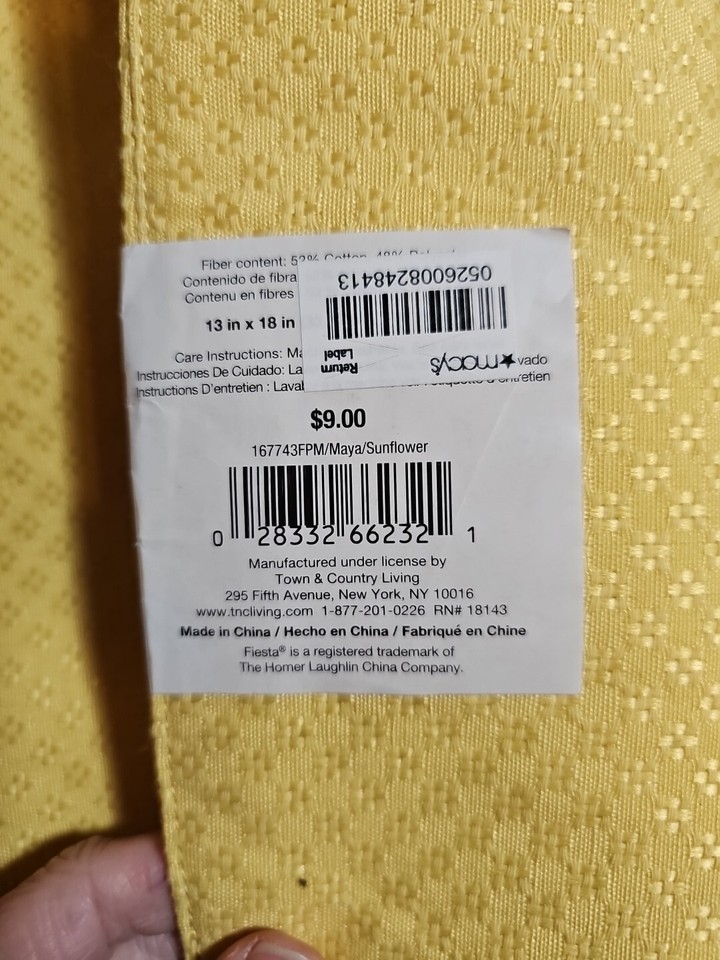 Fiber content: 52% Cotton, 48%
Contenido de fibra
Contenu en fibres
13 in x 18 in
Care Instructions:
Instrucciones De Cuidado:
Instructions D'entretien :
vado
0526008248413
Return
Label
macy's
$9.00
167743FPM/Maya/Sunflower
0 28332 66232 1
Manufactured under license by
Town & Country Living
295 Fifth Avenue, New York, NY 10016
www.tncliving.com 1-877-201-0226 RN# 18143
Made in China / Hecho en China / Fabriqué en Chine
Fiesta® is a registered trademark of
The Homer Laughlin China Company.